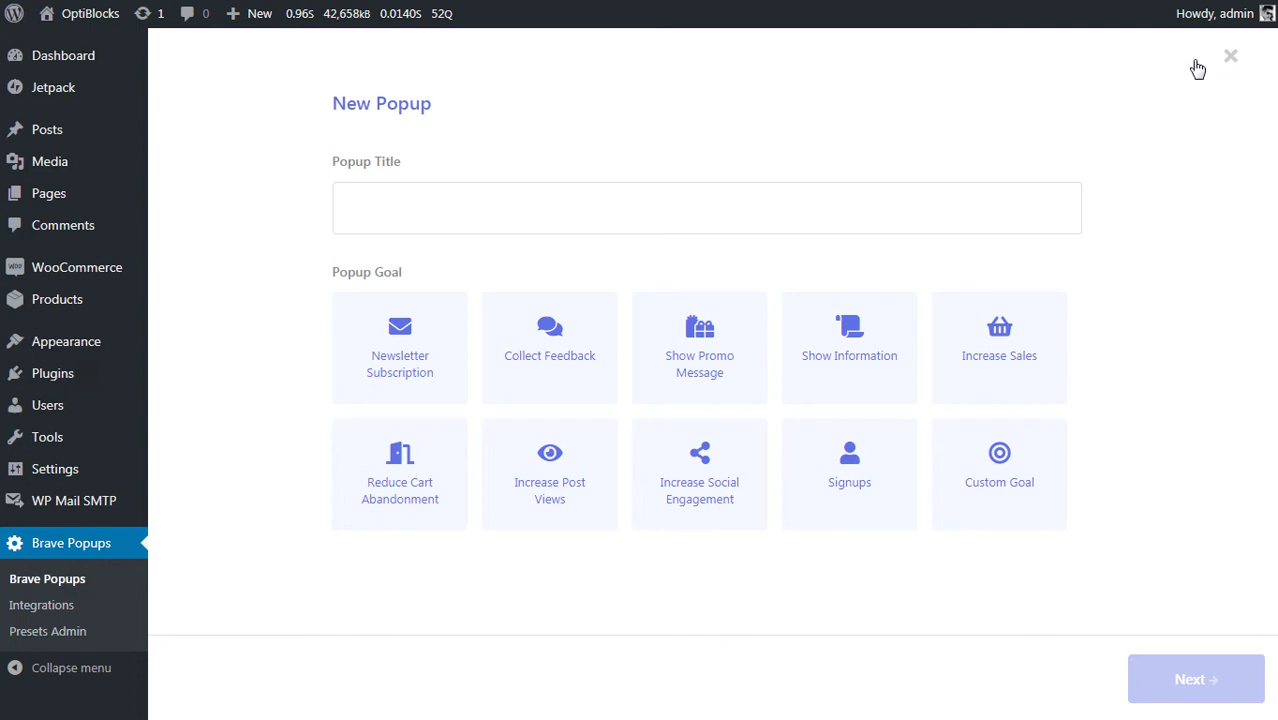 OptiBlocks
1
0
New
0.96S
42,658kB
0.0140S
52Q
Howdy, admin
Dashboard
Jetpack
Posts
Media
Pages
Comments
WOO
WooCommerce
Products
Appearance
Plugins
Users
Tools
Settings
WP Mail SMTP
Brave Popups
Brave Popups
Integrations
Presets Admin
Collapse menu
New Popup
Popup Title
Popup Goal
Newsletter
Subscription
Collect Feedback
Show Promo
Message
Show Information
Increase Sales
Reduce Cart
Abandonment
Increase Post
Views
Increase Social
Engagement
Signups
Custom Goal
Next